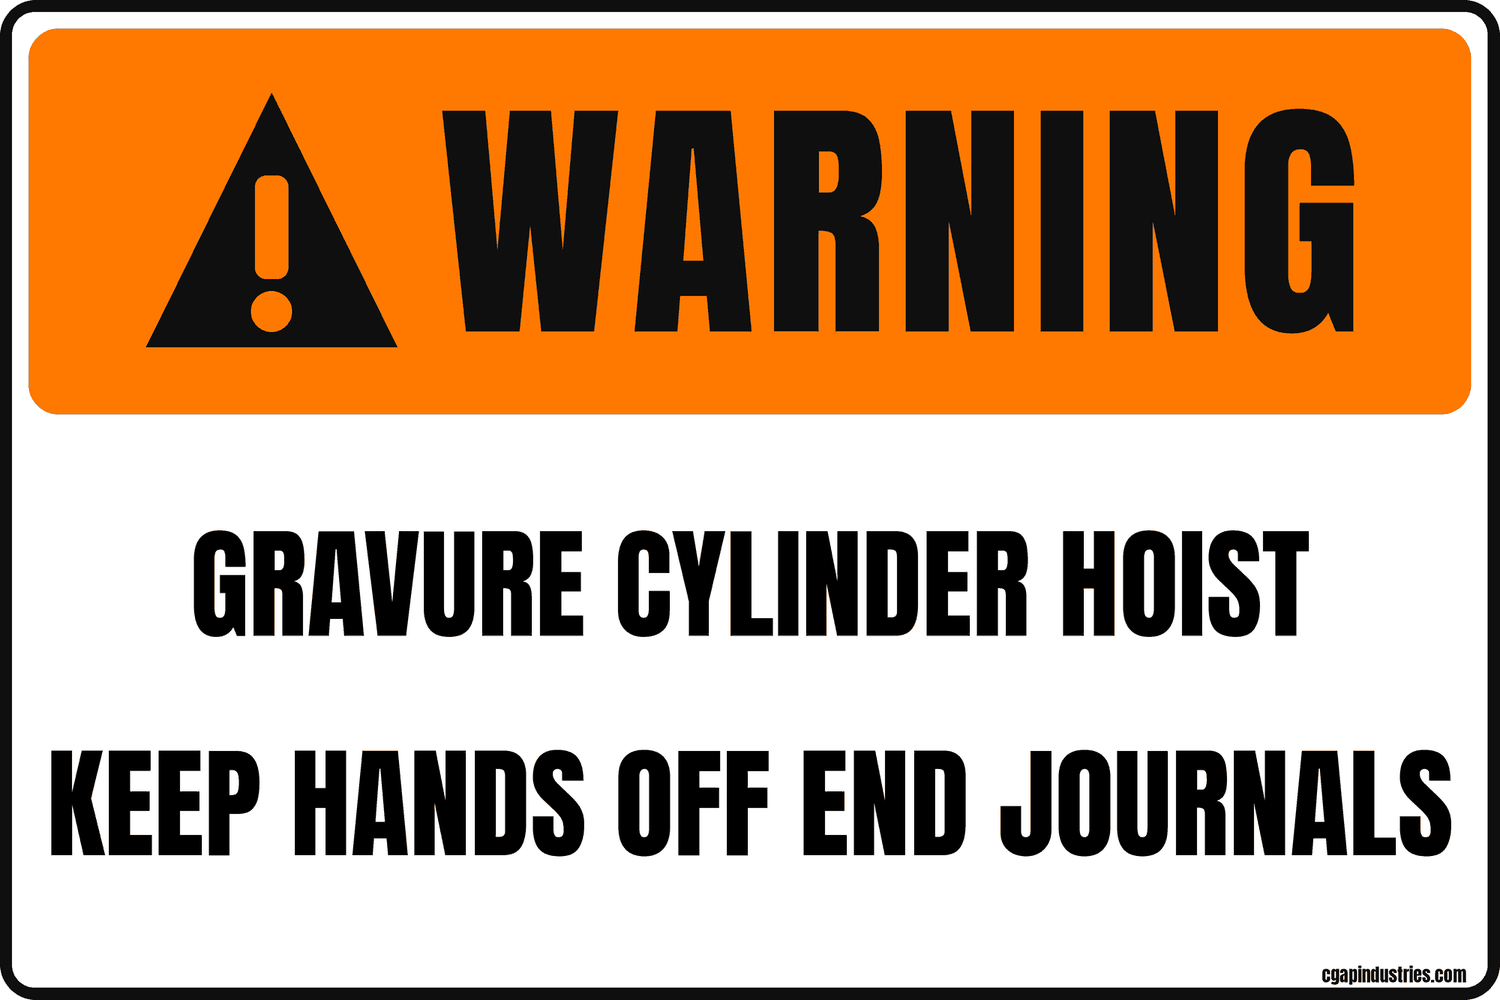 WARNING
GRAVURE CYLINDER HOIST
KEEP HANDS OFF END JOURNALS
cgapindustries.com